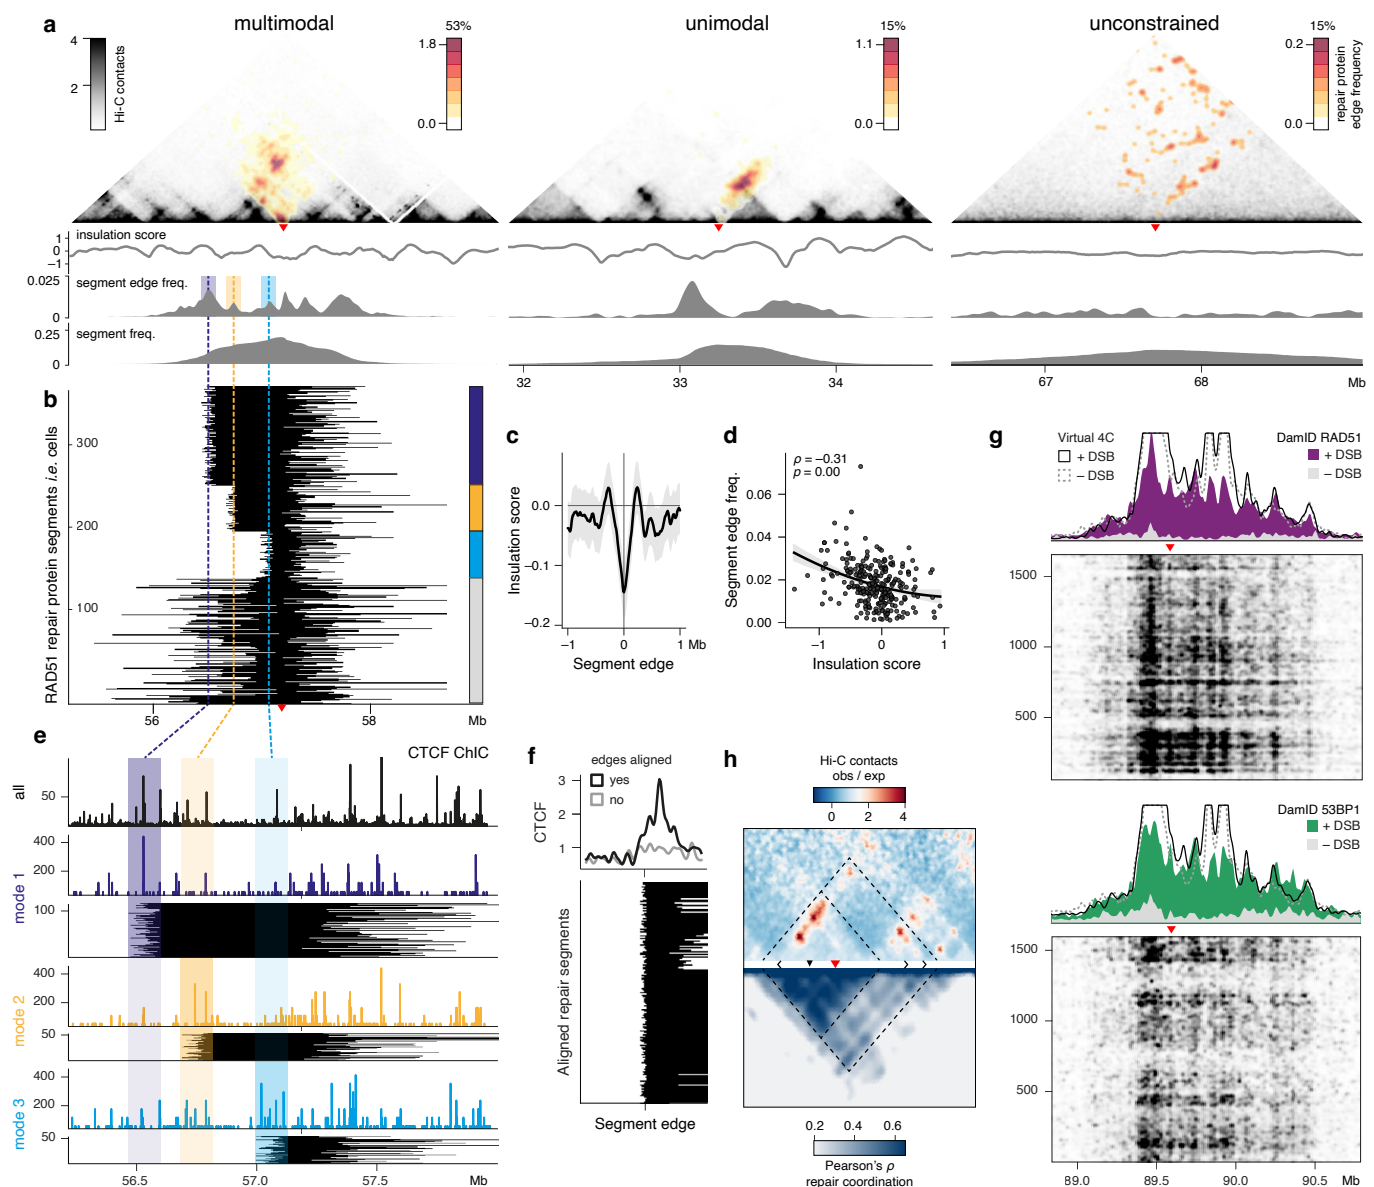 a
multimodal
unimodal
unconstrained
4
2
Hi-C contacts
53%
1.8
0.0
15%
1.1
0.0
15%
0.2
0.0
repair protein
edge frequency
insulation score
1
0
−1
segment edge freq.
0.025
0
segment freq.
0.25
0
32
33
34
67
68
Mb
b
RAD51 repair protein segments i.e. cells
300
200
100
56
58
Mb
c
Insulation score
0.0
−0.1
−0.2
−1
0
1
Mb
Segment edge
d
ρ = −0.31
p = 0.00
Segment edge freq.
0.06
0.04
0.02
0.00
−1
0
1
Insulation score
e
CTCF ChIC
all
50
mode 1
400
200
100
mode 2
400
200
50
mode 3
400
200
50
56.5
57.0
57.5
Mb
f
edges aligned
yes
no
CTCF
3
2
1
Aligned repair segments
Segment edge
g
Virtual 4C
+ DSB
− DSB
DamID RAD51
+ DSB
− DSB
1500
1000
500
DamID 53BP1
+ DSB
− DSB
1500
1000
500
89.0
89.5
90.0
90.5
Mb
h
Hi-C contacts
obs / exp
0
2
4
0.2
0.4
0.6
Pearson's ρ
repair coordination